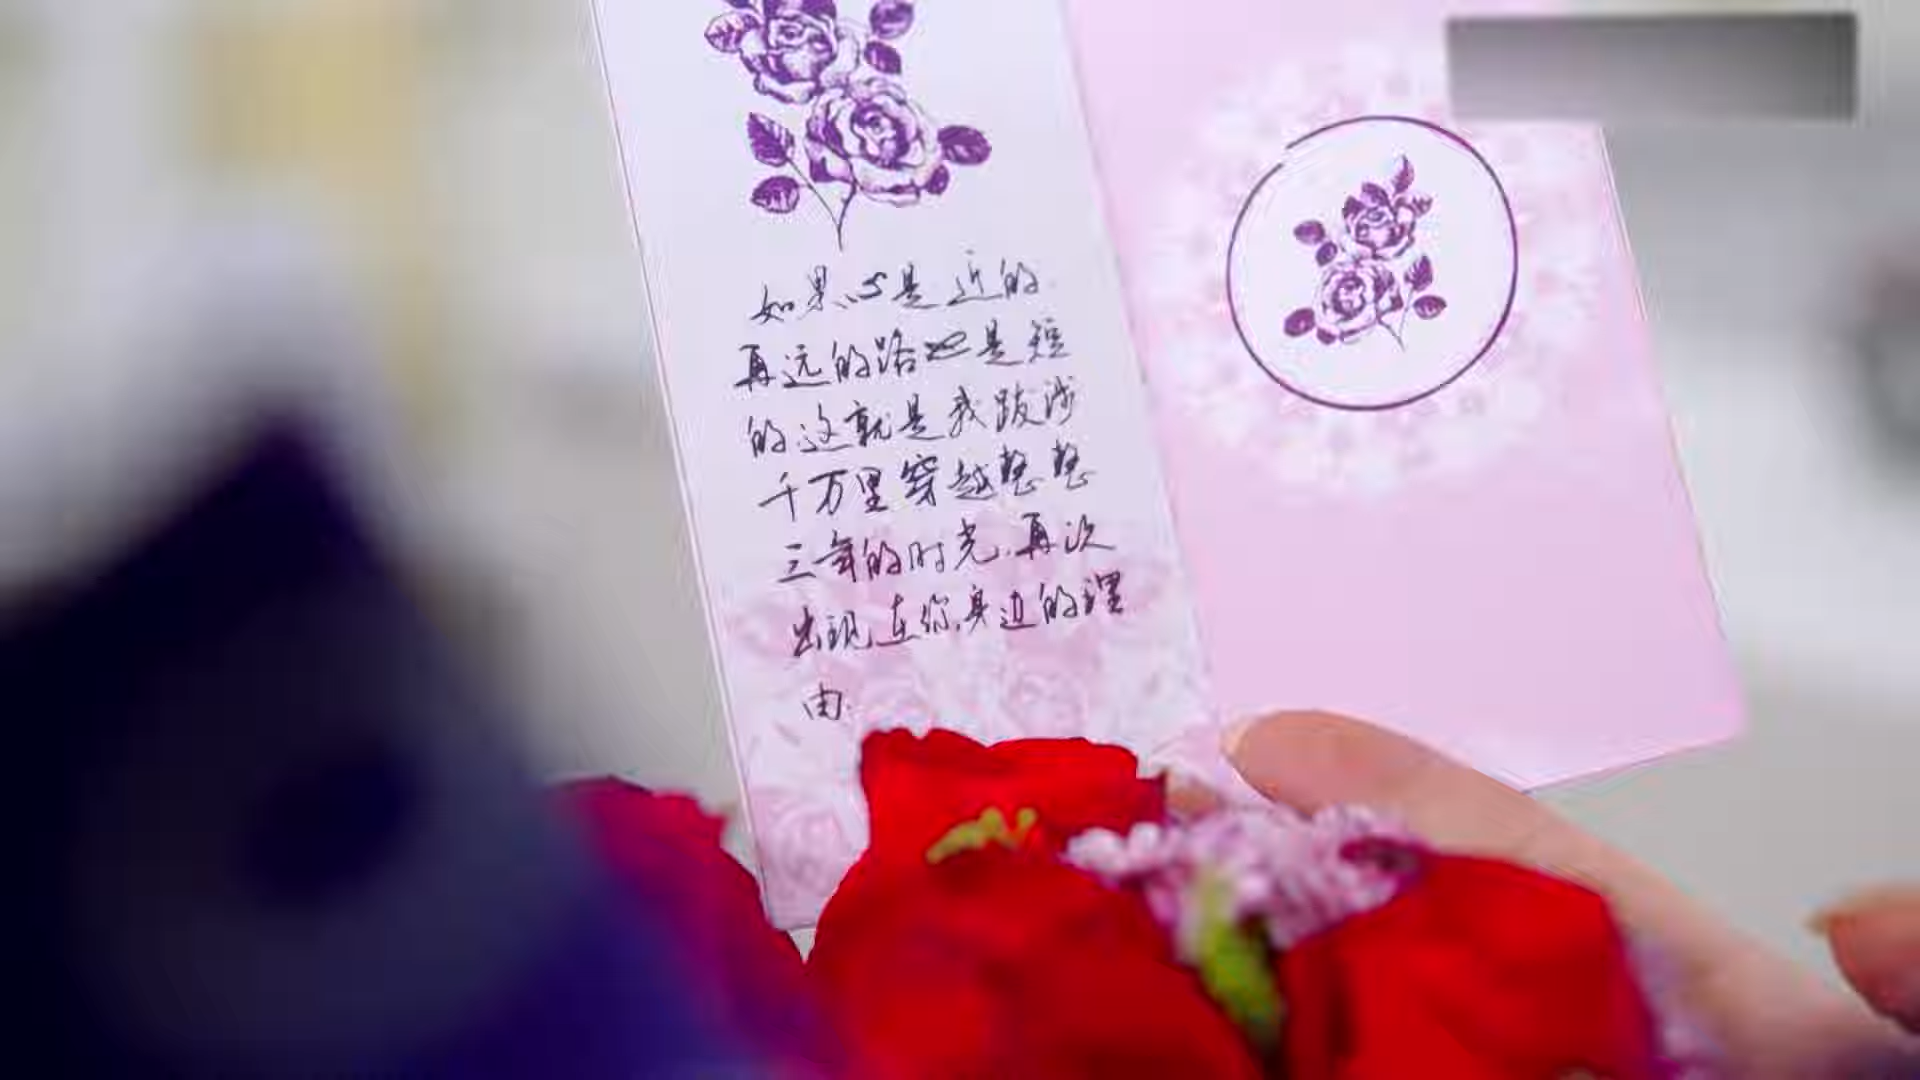 如果心是近的
再远的路也是短
的.这就是我跋涉
千万里穿越整整
三年的时光.再次
出现在你身边的理
由.